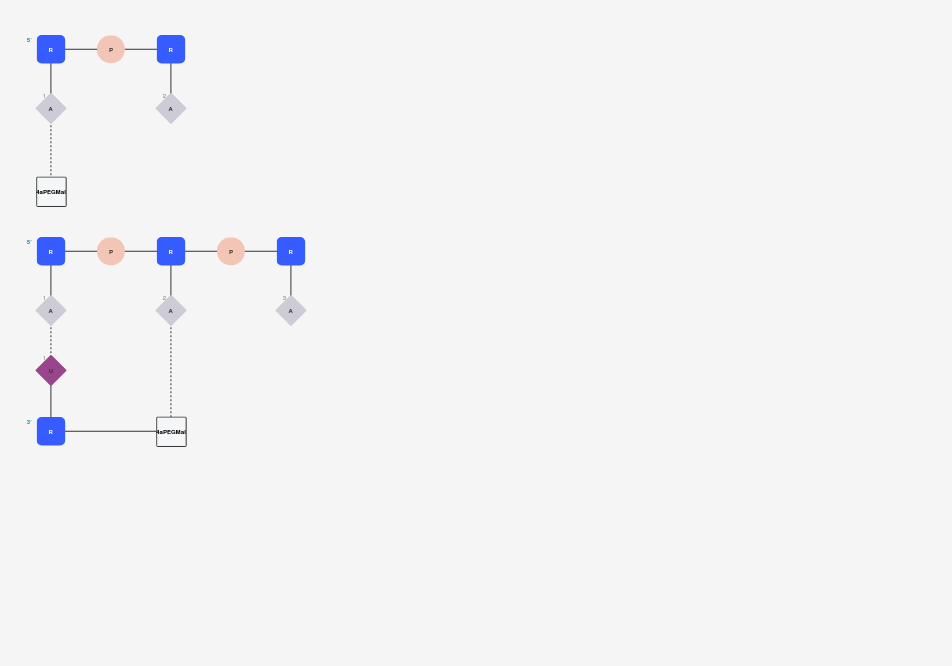 5'
R P R
1 2
A A
4aPEGMal
5'
R P R P R
1 2 3
A A A
1
U
3'
R 4aPEGMal